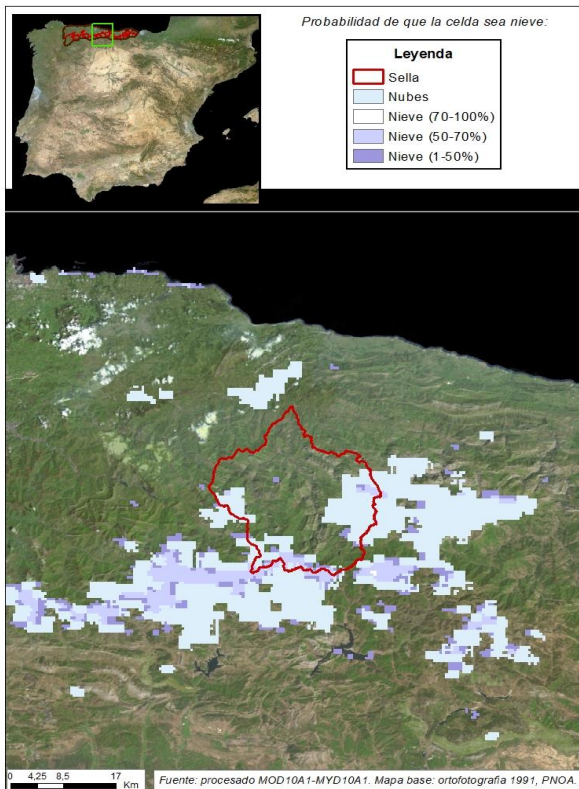 Probabilidad de que la celda sea nieve:
Leyenda
Sella
Nubes
Nieve (70-100%)
Nieve (50-70%)
Nieve (1-50%)
0 4,25 8,5 17
Km
Fuente: procesado MOD10A1-MYD10A1. Mapa base: ortofotografia 1991, PNOA.